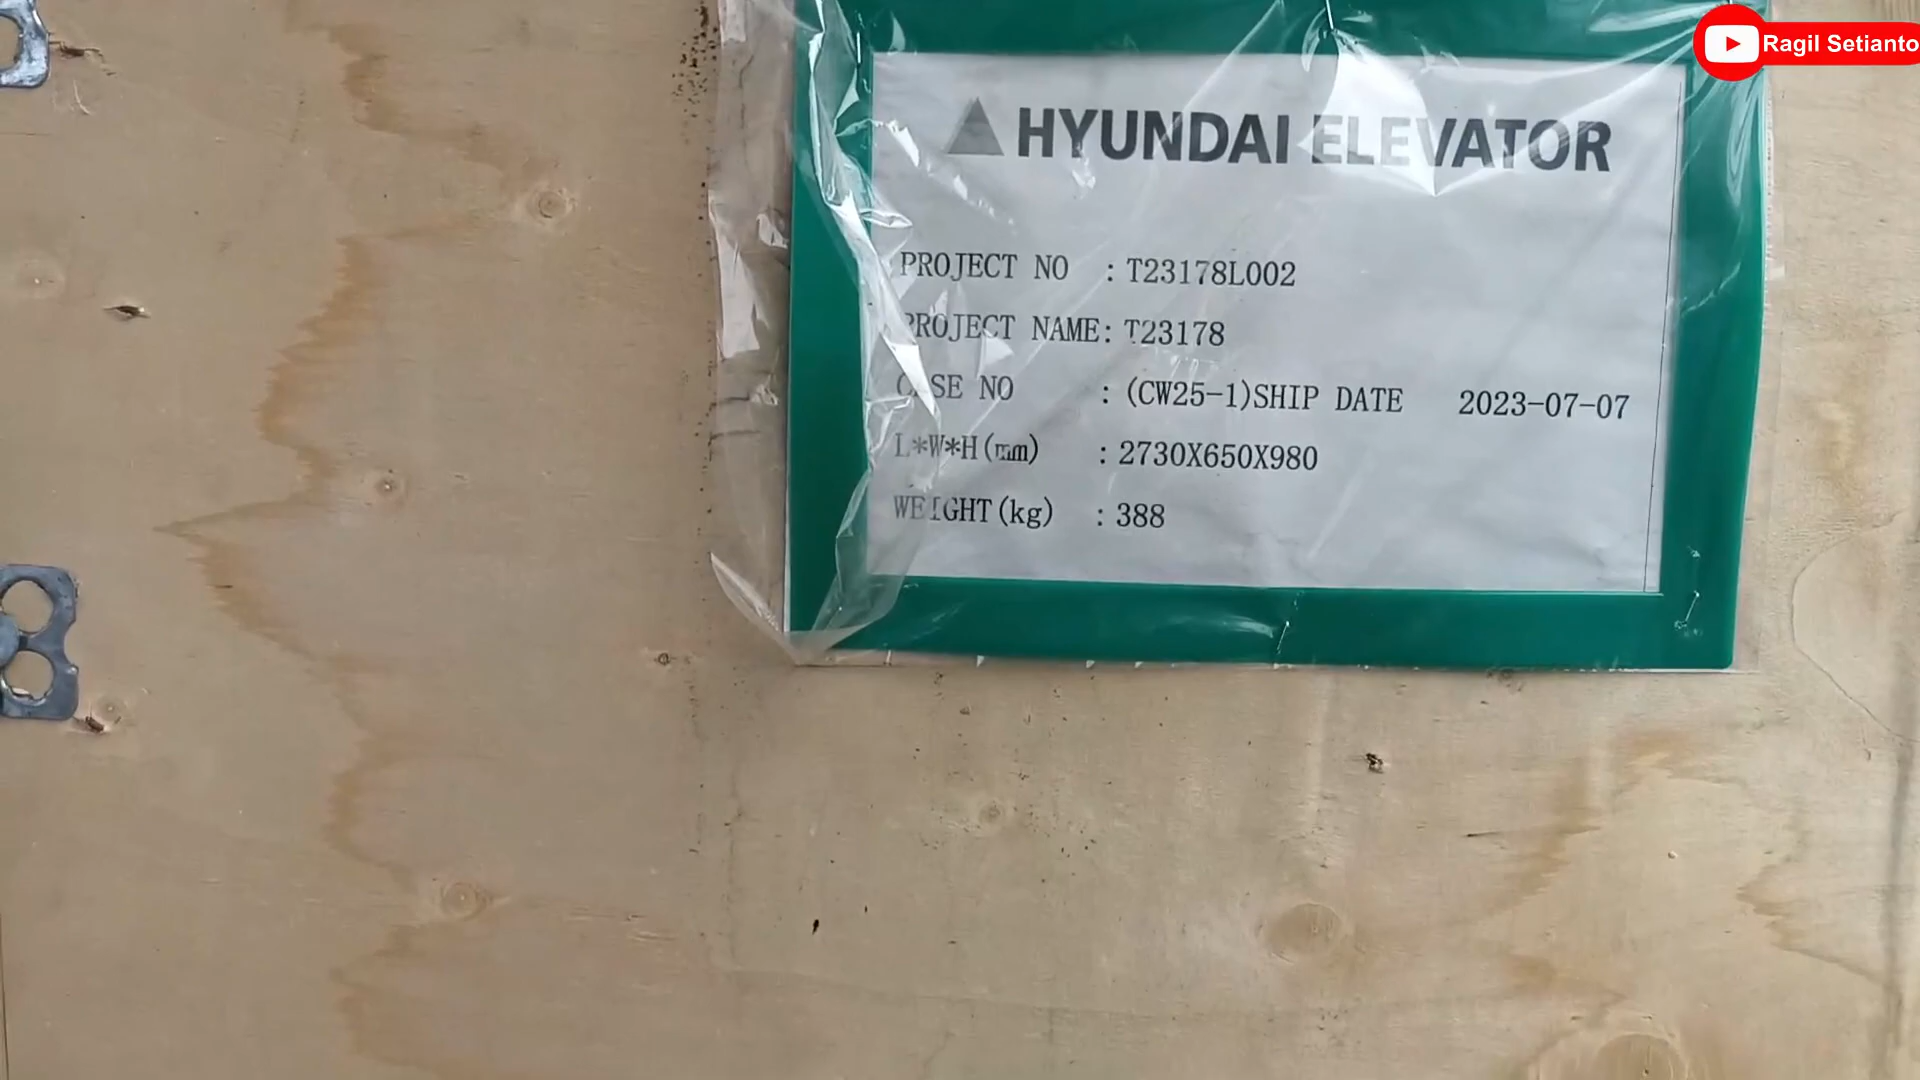 Ragil Setianto
HYUNDAI ELEVATOR
PROJECT NO : T23178L002
PROJECT NAME: T23178
CASE NO : (CW25-1)SHIP DATE 2023-07-07
L*W*H(mm) : 2730X650X980
WEIGHT(kg) : 388